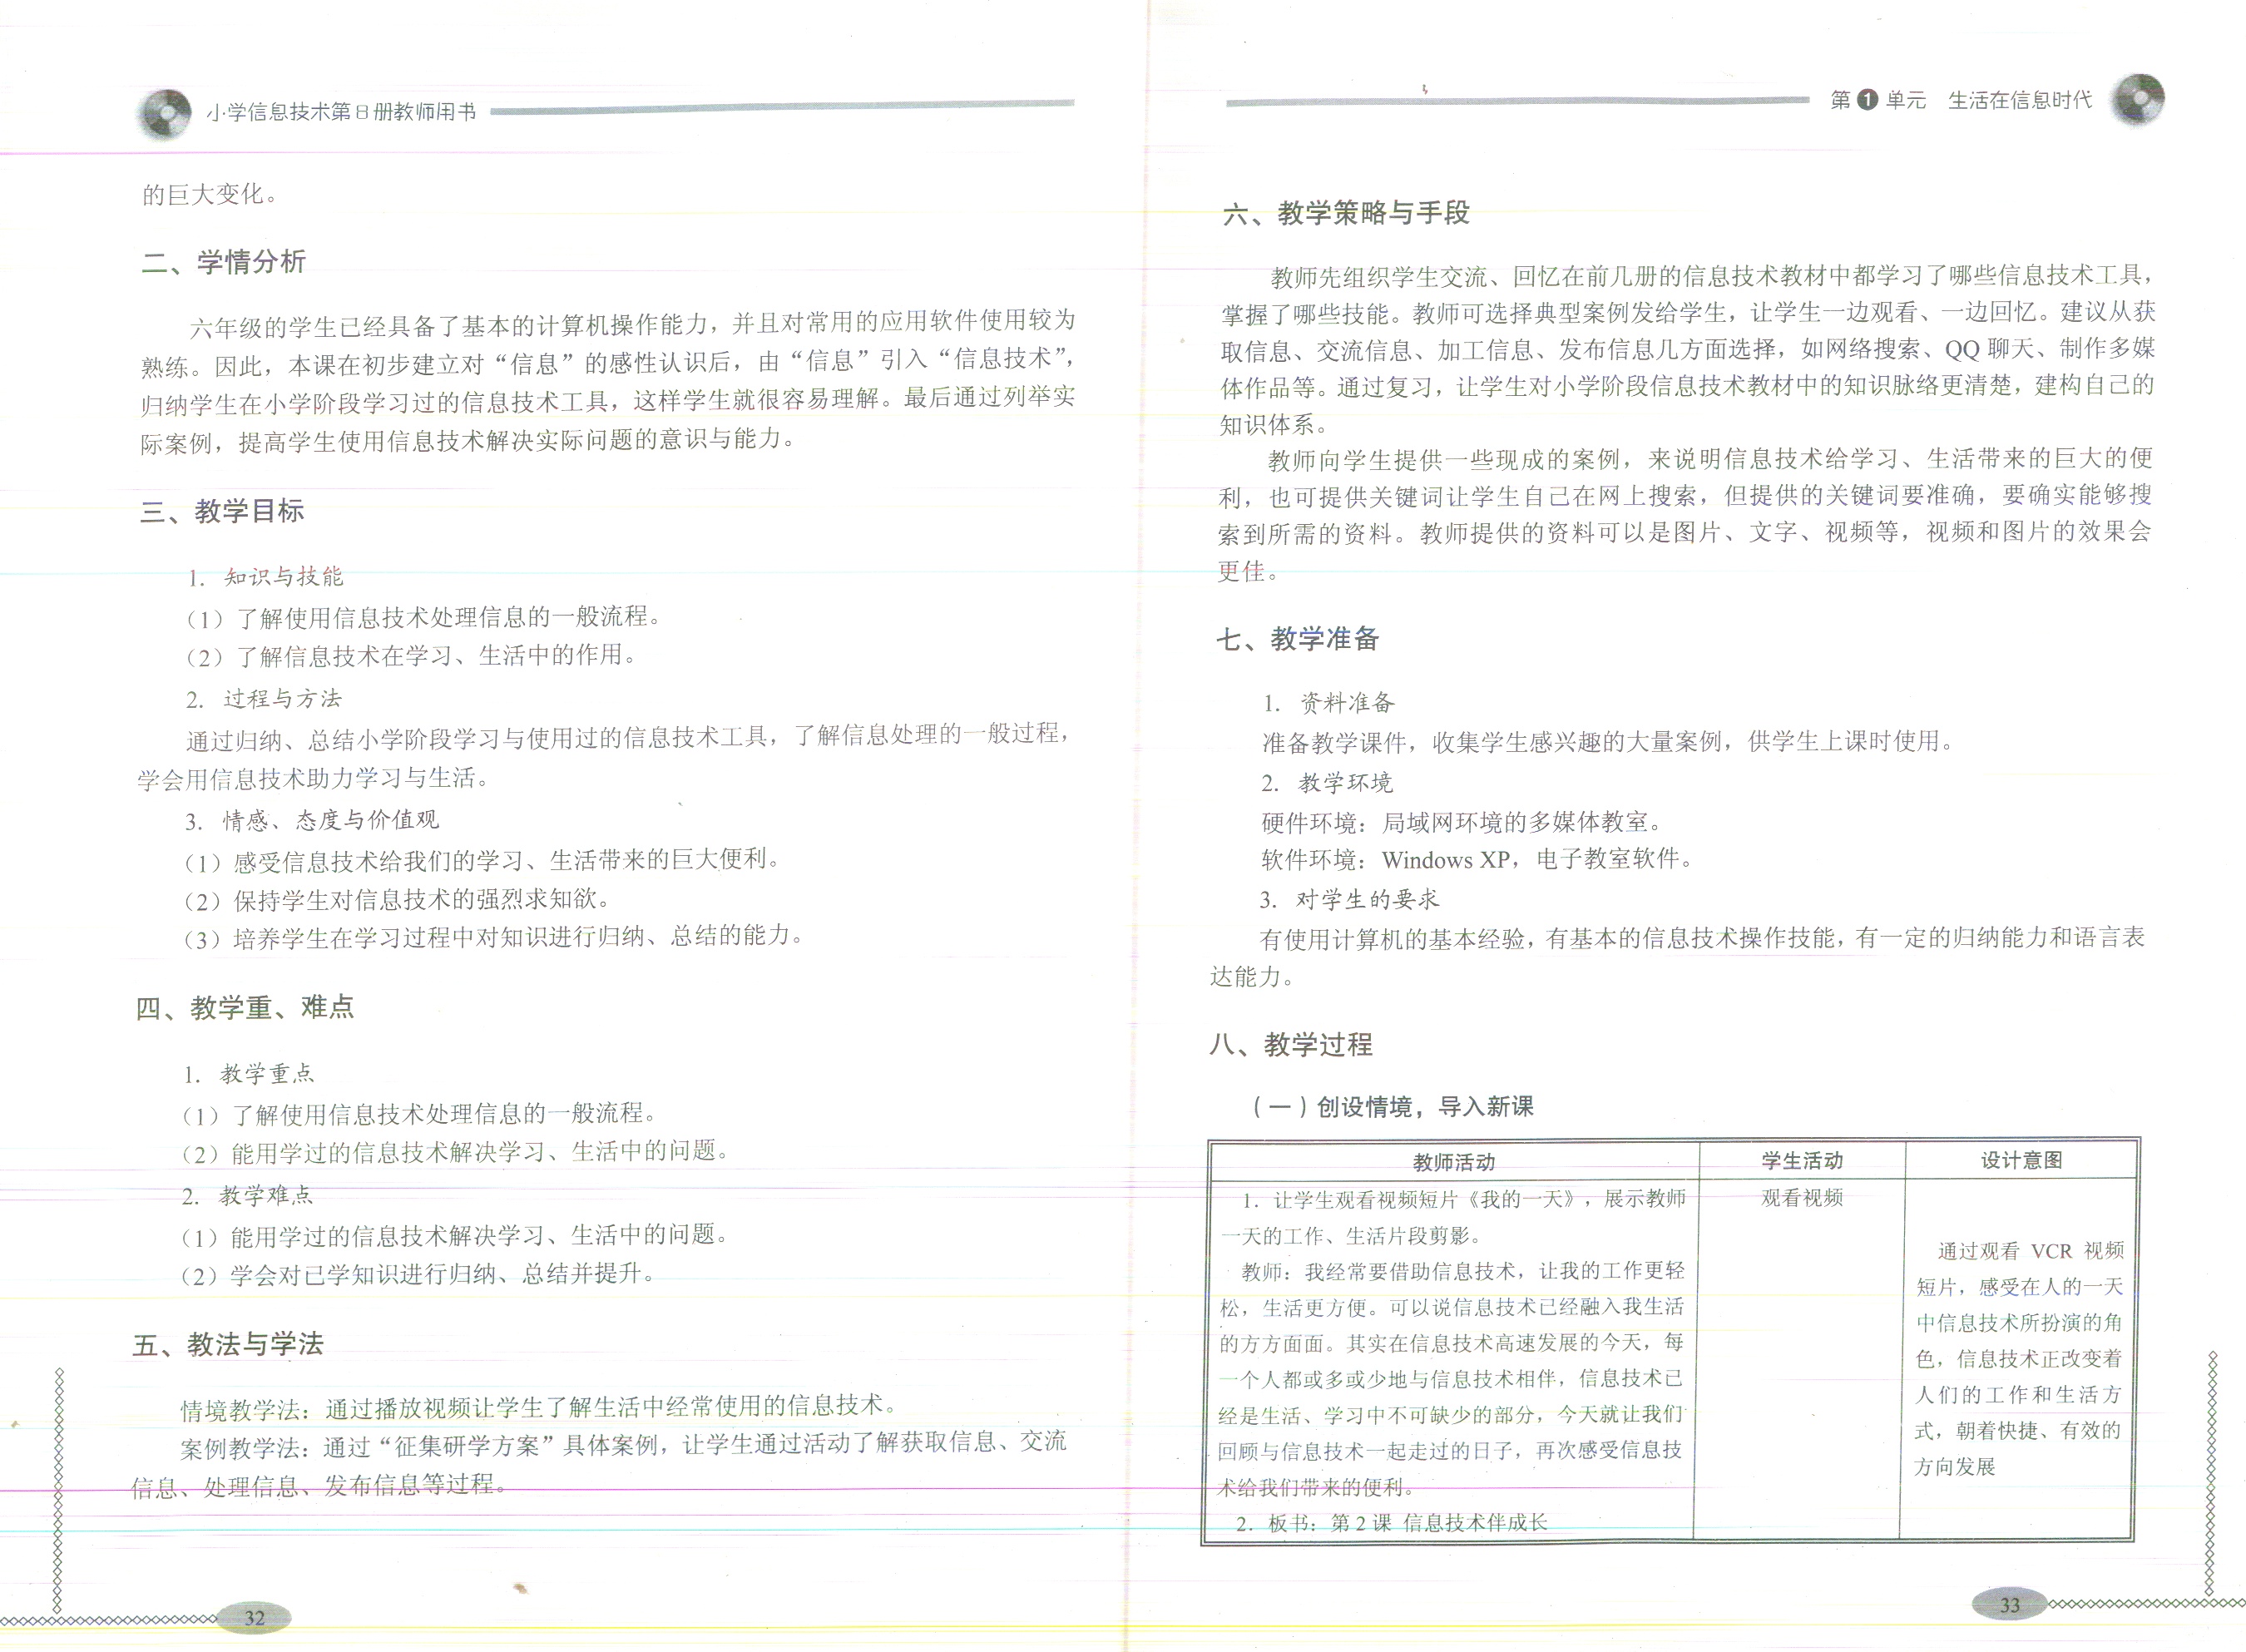 小学信息技术第8册教师用书
的巨大变化。
二、学情分析
六年级的学生已经具备了基本的计算机操作能力，并且对常用的应用软件使用较为
熟练。因此，本课在初步建立对“信息”的感性认识后，由“信息”引入“信息技术”，
归纳学生在小学阶段学习过的信息技术工具，这样学生就很容易理解。最后通过列举实
际案例，提高学生使用信息技术解决实际问题的意识与能力。
三、教学目标
1. 知识与技能
（1）了解使用信息技术处理信息的一般流程。
（2）了解信息技术在学习、生活中的作用。
2. 过程与方法
通过归纳、总结小学阶段学习与使用过的信息技术工具，了解信息处理的一般过程，
学会用信息技术助力学习与生活。
3. 情感、态度与价值观
（1）感受信息技术给我们的学习、生活带来的巨大便利。
（2）保持学生对信息技术的强烈求知欲。
（3）培养学生在学习过程中对知识进行归纳、总结的能力。
四、教学重、难点
1. 教学重点
（1）了解使用信息技术处理信息的一般流程。
（2）能用学过的信息技术解决学习、生活中的问题。
2. 教学难点
（1）能用学过的信息技术解决学习、生活中的问题。
（2）学会对已学知识进行归纳、总结并提升。
五、教法与学法
情境教学法：通过播放视频让学生了解生活中经常使用的信息技术。
案例教学法：通过“征集研学方案”具体案例，让学生通过活动了解获取信息、交流
信息、处理信息、发布信息等过程。
32
第1单元 生活在信息时代
六、教学策略与手段
教师先组织学生交流、回忆在前几册的信息技术教材中都学习了哪些信息技术工具，
掌握了哪些技能。教师可选择典型案例发给学生，让学生一边观看、一边回忆。建议从获
取信息、交流信息、加工信息、发布信息几方面选择，如网络搜索、QQ 聊天、制作多媒
体作品等。通过复习，让学生对小学阶段信息技术教材中的知识脉络更清楚，建构自己的
知识体系。
教师向学生提供一些现成的案例，来说明信息技术给学习、生活带来的巨大的便
利，也可提供关键词让学生自己在网上搜索，但提供的关键词要准确，要确实能够搜
索到所需的资料。教师提供的资料可以是图片、文字、视频等，视频和图片的效果会
更佳。
七、教学准备
1. 资料准备
准备教学课件，收集学生感兴趣的大量案例，供学生上课时使用。
2. 教学环境
硬件环境：局域网环境的多媒体教室。
软件环境：Windows XP，电子教室软件。
3. 对学生的要求
有使用计算机的基本经验，有基本的信息技术操作技能，有一定的归纳能力和语言表
达能力。
八、教学过程
（一）创设情境，导入新课
教师活动 学生活动 设计意图
1. 让学生观看视频短片《我的一天》，展示教师
一天的工作、生活片段剪影。
教师：我经常要借助信息技术，让我的工作更轻
松，生活更方便。可以说信息技术已经融入我生活
的方方面面。其实在信息技术高速发展的今天，每
一个人都或多或少地与信息技术相伴，信息技术已
经是生活、学习中不可缺少的部分，今天就让我们
回顾与信息技术一起走过的日子，再次感受信息技
术给我们带来的便利。
2. 板书：第 2 课 信息技术伴成长
观看视频
通过观看 VCR 视频
短片，感受在人的一天
中信息技术所扮演的角
色，信息技术正改变着
人们的工作和生活方
式，朝着快捷、有效的
方向发展
33